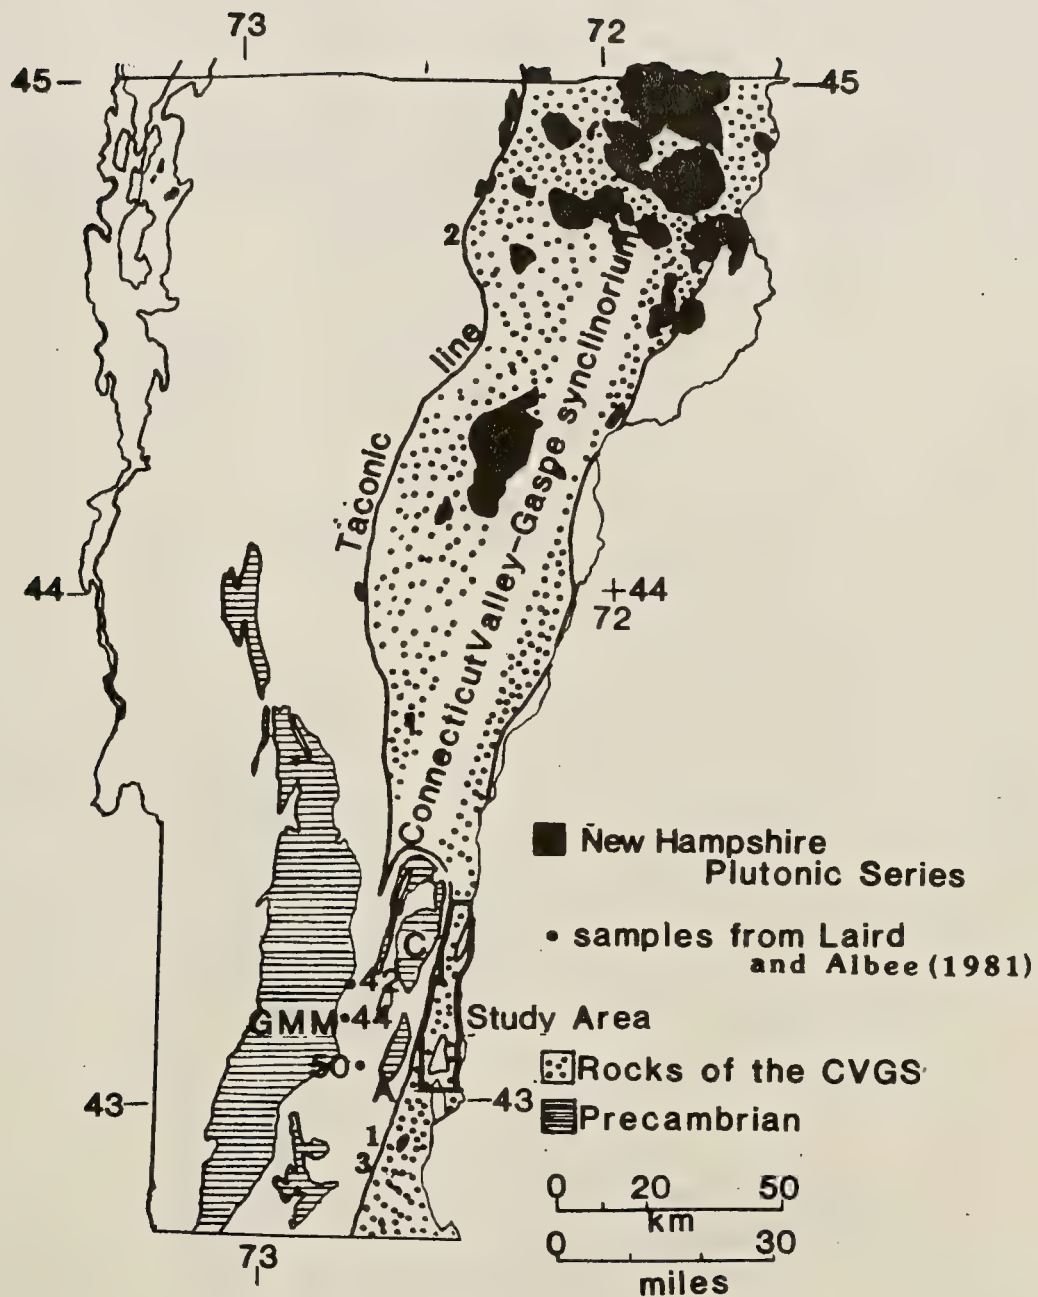 73
72
45
45
2
line
Taconic
Connecticut Valley-Gaspe synclinorium
44
+44
72
1
New Hampshire
Plutonic Series
• samples from Laird
and Albee (1981)
C
•42
GMM •44
Study Area
50•
A
Rocks of the CVGS
43
43
Precambrian
1
3
0 20 50
km
0 30
miles
73